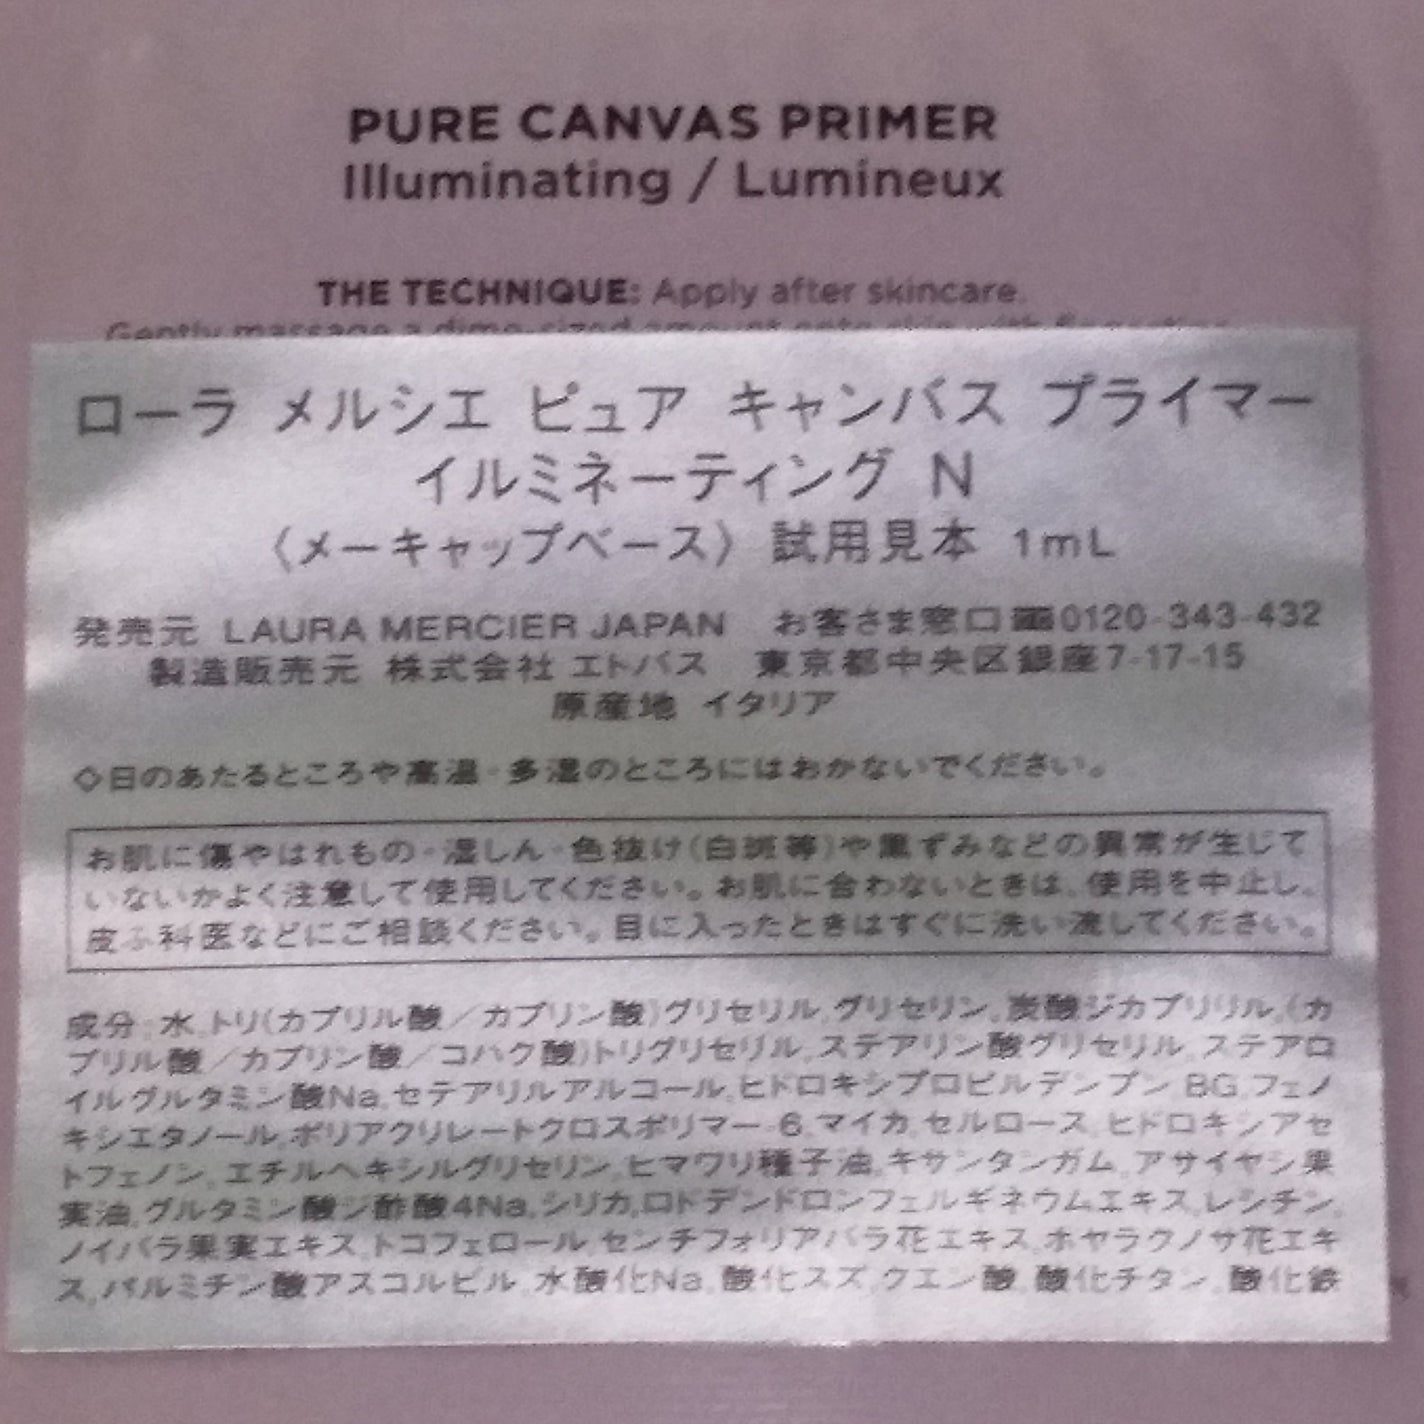 PURE CANVAS PRIMER
Illuminating / Lumineux
THE TECHNIQUE: Apply after skincare.
Gently massage a dime-sized amount onto skin with fingertips
ローラ メルシエ ピュア キャンバス プライマー
イルミネーティング N
〈メーキャップベース〉 試用見本 1mL
発売元 LAURA MERCIER JAPAN お客さま窓口 ☎0120-343-432
製造販売元 株式会社 エトバス 東京都中央区銀座7-17-15
原産地 イタリア
◇日のあたるところや高温・多湿のところにはおかないでください。
お肌に傷やはれもの・湿しん・色抜け(白斑等)や黒ずみなどの異常が生じて
いないかよく注意して使用してください。お肌に合わないときは、使用を中止し、
皮ふ科医などにご相談ください。目に入ったときはすぐに洗い流してください。
成分:水,トリ(カプリル酸/カプリン酸)グリセリル,グリセリン,炭酸ジカプリリル,(カ
プリル酸/カプリン酸/コハク酸)トリグリセリル,ステアリン酸グリセリル,ステアロ
イルグルタミン酸Na,セテアリルアルコール,ヒドロキシプロピルデンプン,BG,フェノ
キシエタノール,ポリアクリレートクロスポリマー-6,マイカ,セルロース,ヒドロキシアセ
トフェノン,エチルヘキシルグリセリン,ヒマワリ種子油,キサンタンガム,アサイヤシ果
実油,グルタミン酸ジ酢酸4Na,シリカ,ロドデンドロンフェルギネウムエキス,レシチン,
ノイバラ果実エキス,トコフェロール,センチフォリアバラ花エキス,ホヤラクノサ花エキ
ス,パルミチン酸アスコルビル,水酸化Na,酸化スズ,クエン酸,酸化チタン,酸化鉄